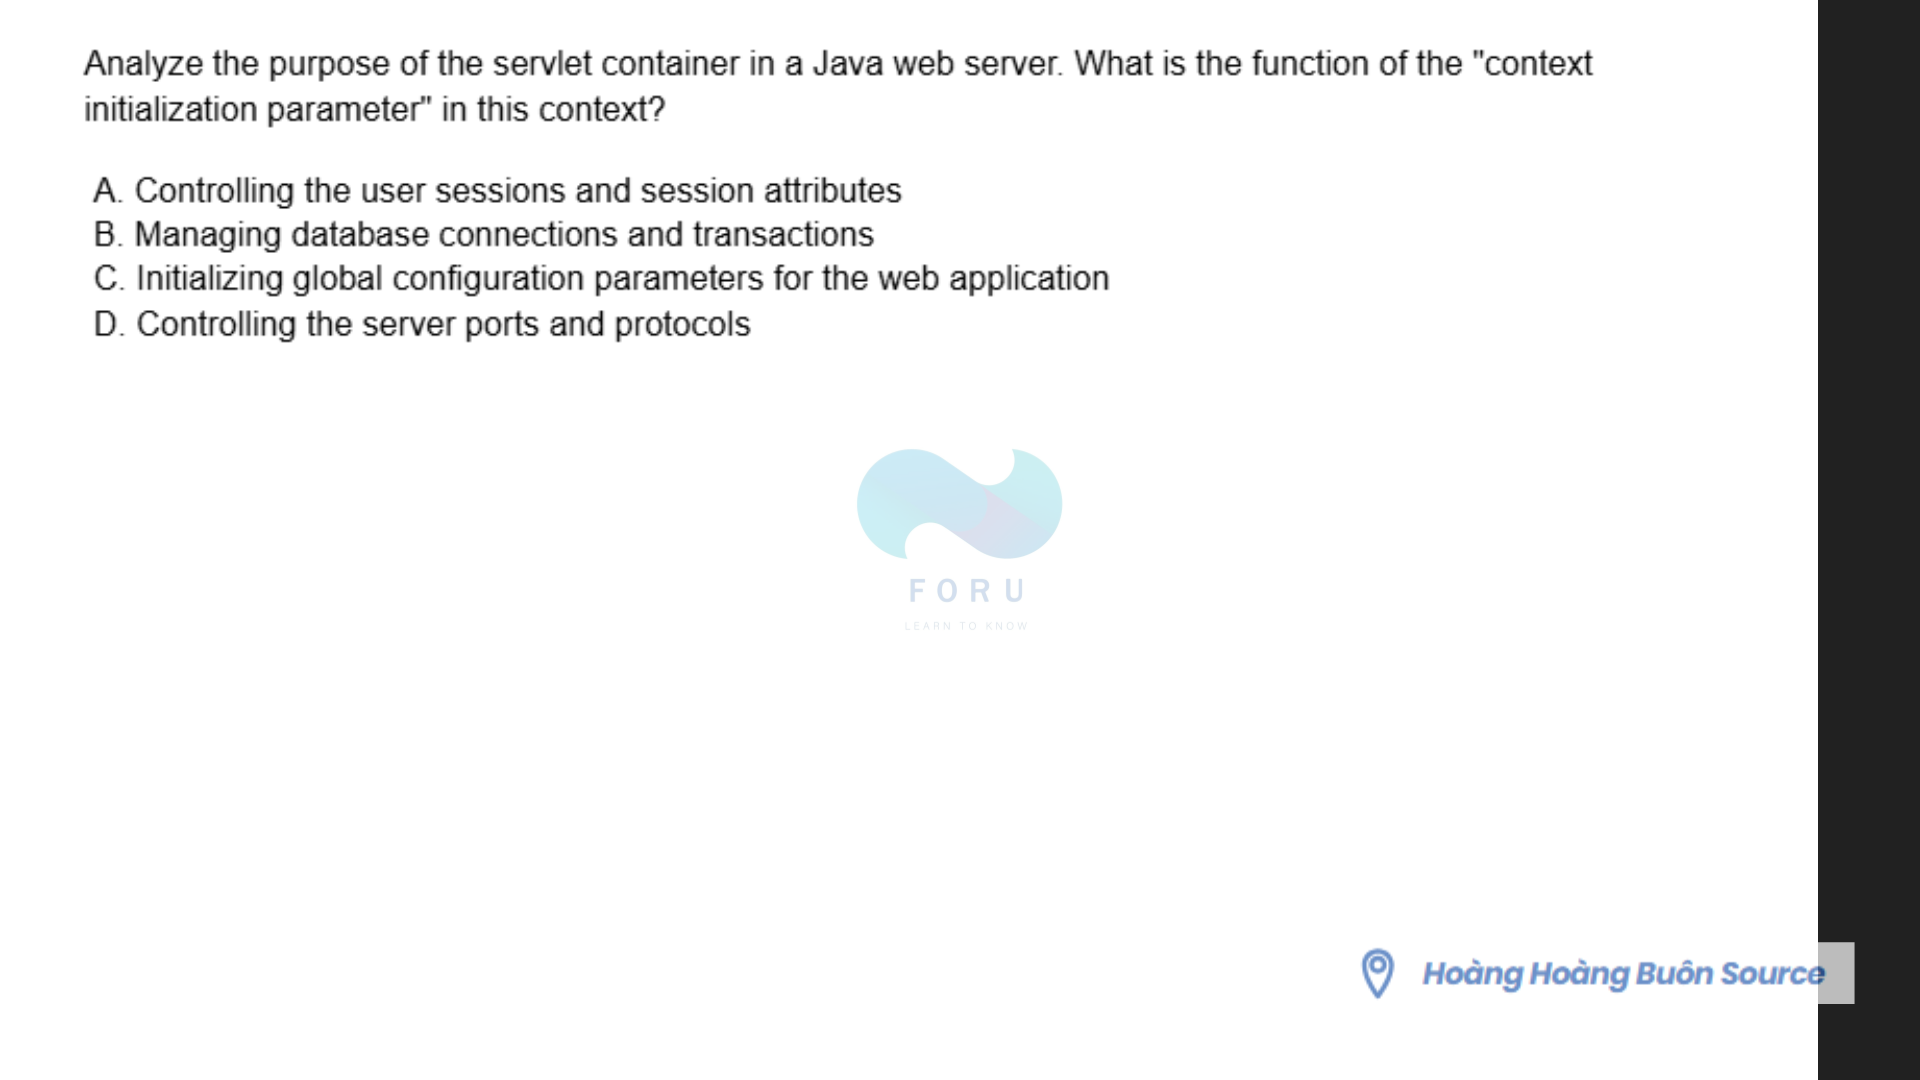 Analyze the purpose of the servlet container in a Java web server. What is the function of the "context
initialization parameter" in this context?
A. Controlling the user sessions and session attributes
B. Managing database connections and transactions
C. Initializing global configuration parameters for the web application
D. Controlling the server ports and protocols
FORU
LEARN TO KNOW
Hoàng Hoàng Buôn Source